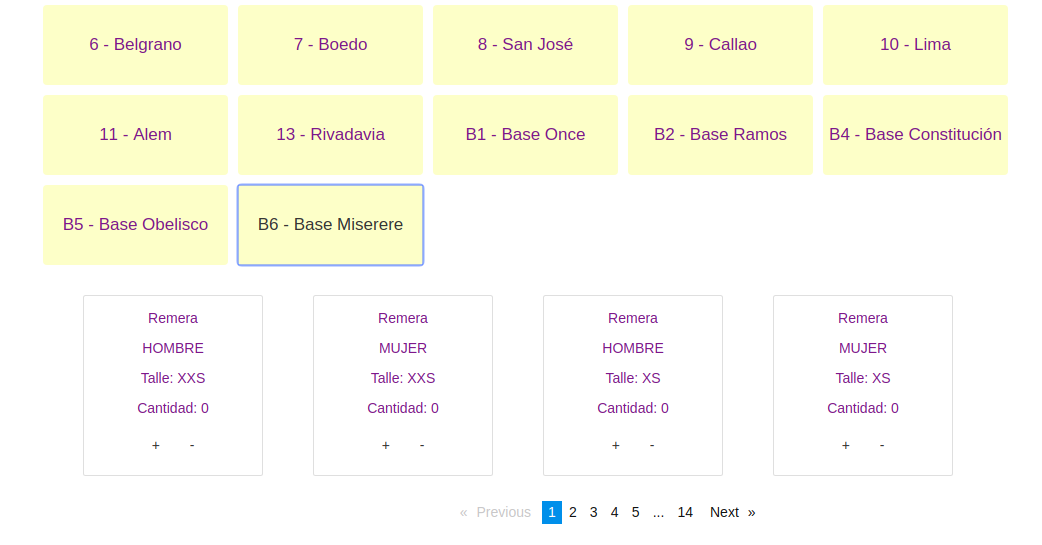 6 - Belgrano
7 - Boedo
8 - San José
9 - Callao
10 - Lima
11 - Alem
13 - Rivadavia
B1 - Base Once
B2 - Base Ramos
B4 - Base Constitución
B5 - Base Obelisco
B6 - Base Miserere
Remera
HOMBRE
Talle: XXS
Cantidad: 0
+ -
Remera
MUJER
Talle: XXS
Cantidad: 0
+ -
Remera
HOMBRE
Talle: XS
Cantidad: 0
+ -
Remera
MUJER
Talle: XS
Cantidad: 0
+ -
« Previous 1 2 3 4 5 ... 14 Next »